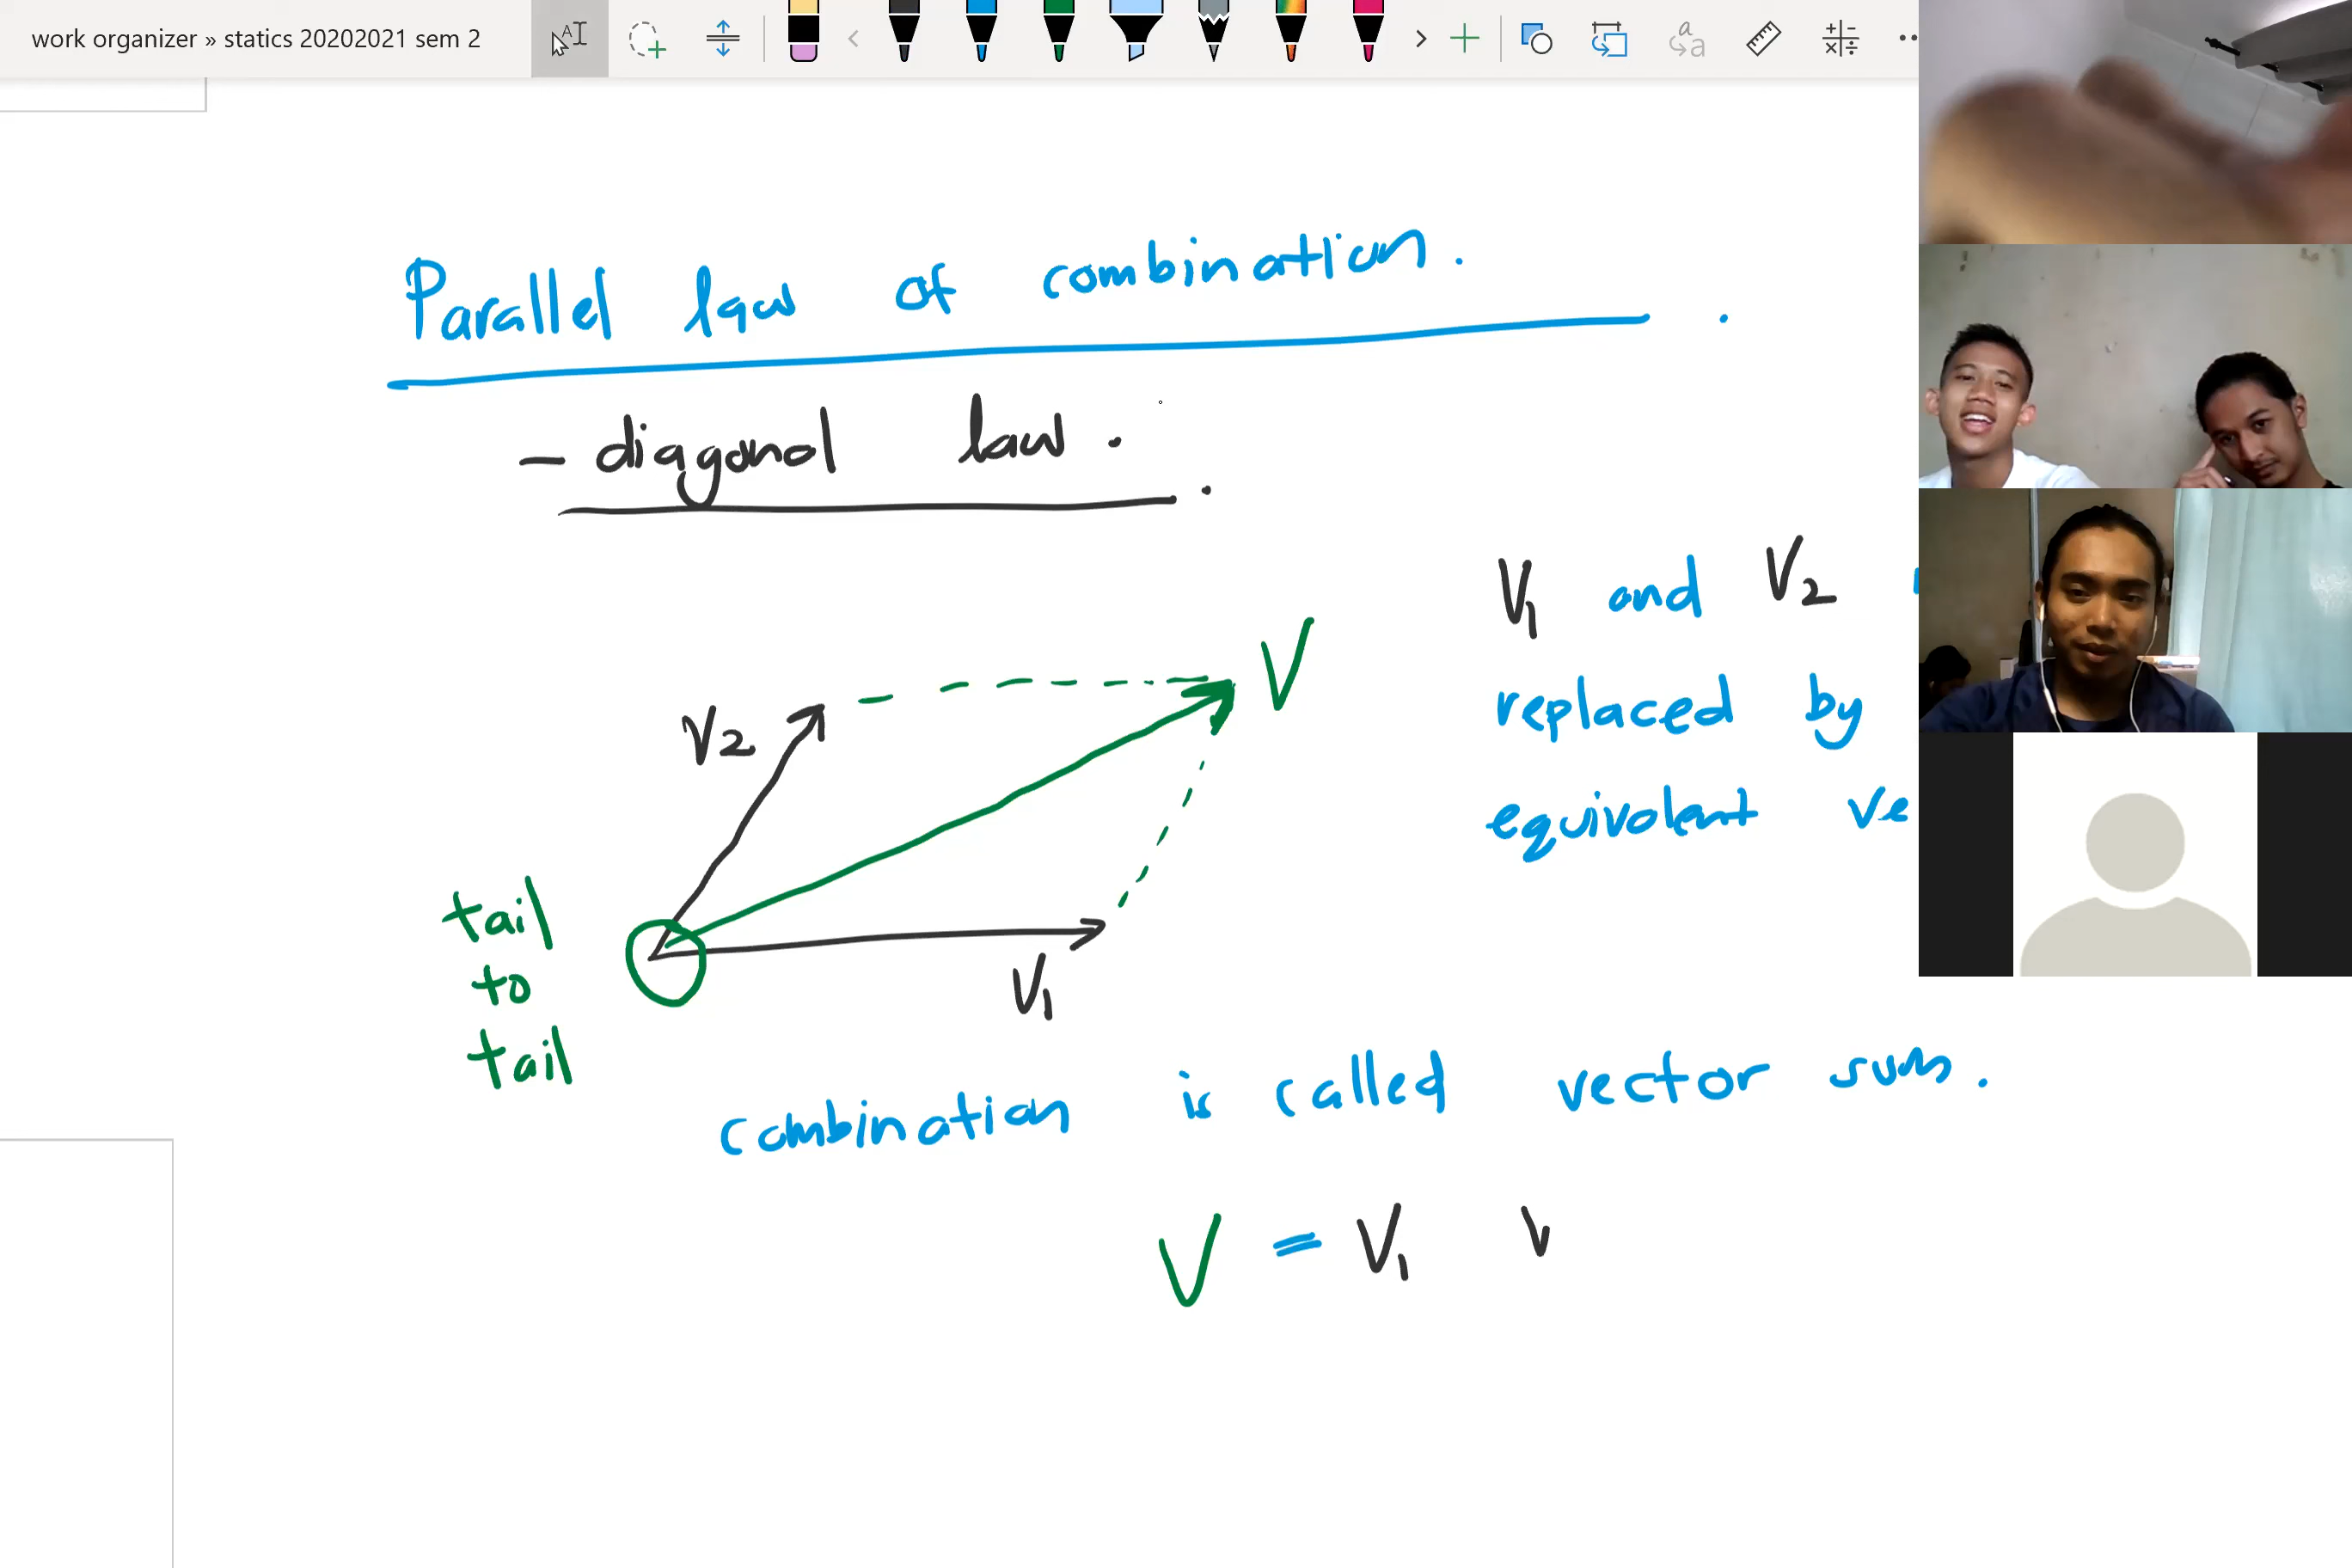 work organizer » statics 20202021 sem 2
Parallel law of combination.
- diagonal law.
V1 and V2
replaced by
equivalent ve
V
V2
V1
tail
to
tail
combination is called vector sum.
V = V1 V